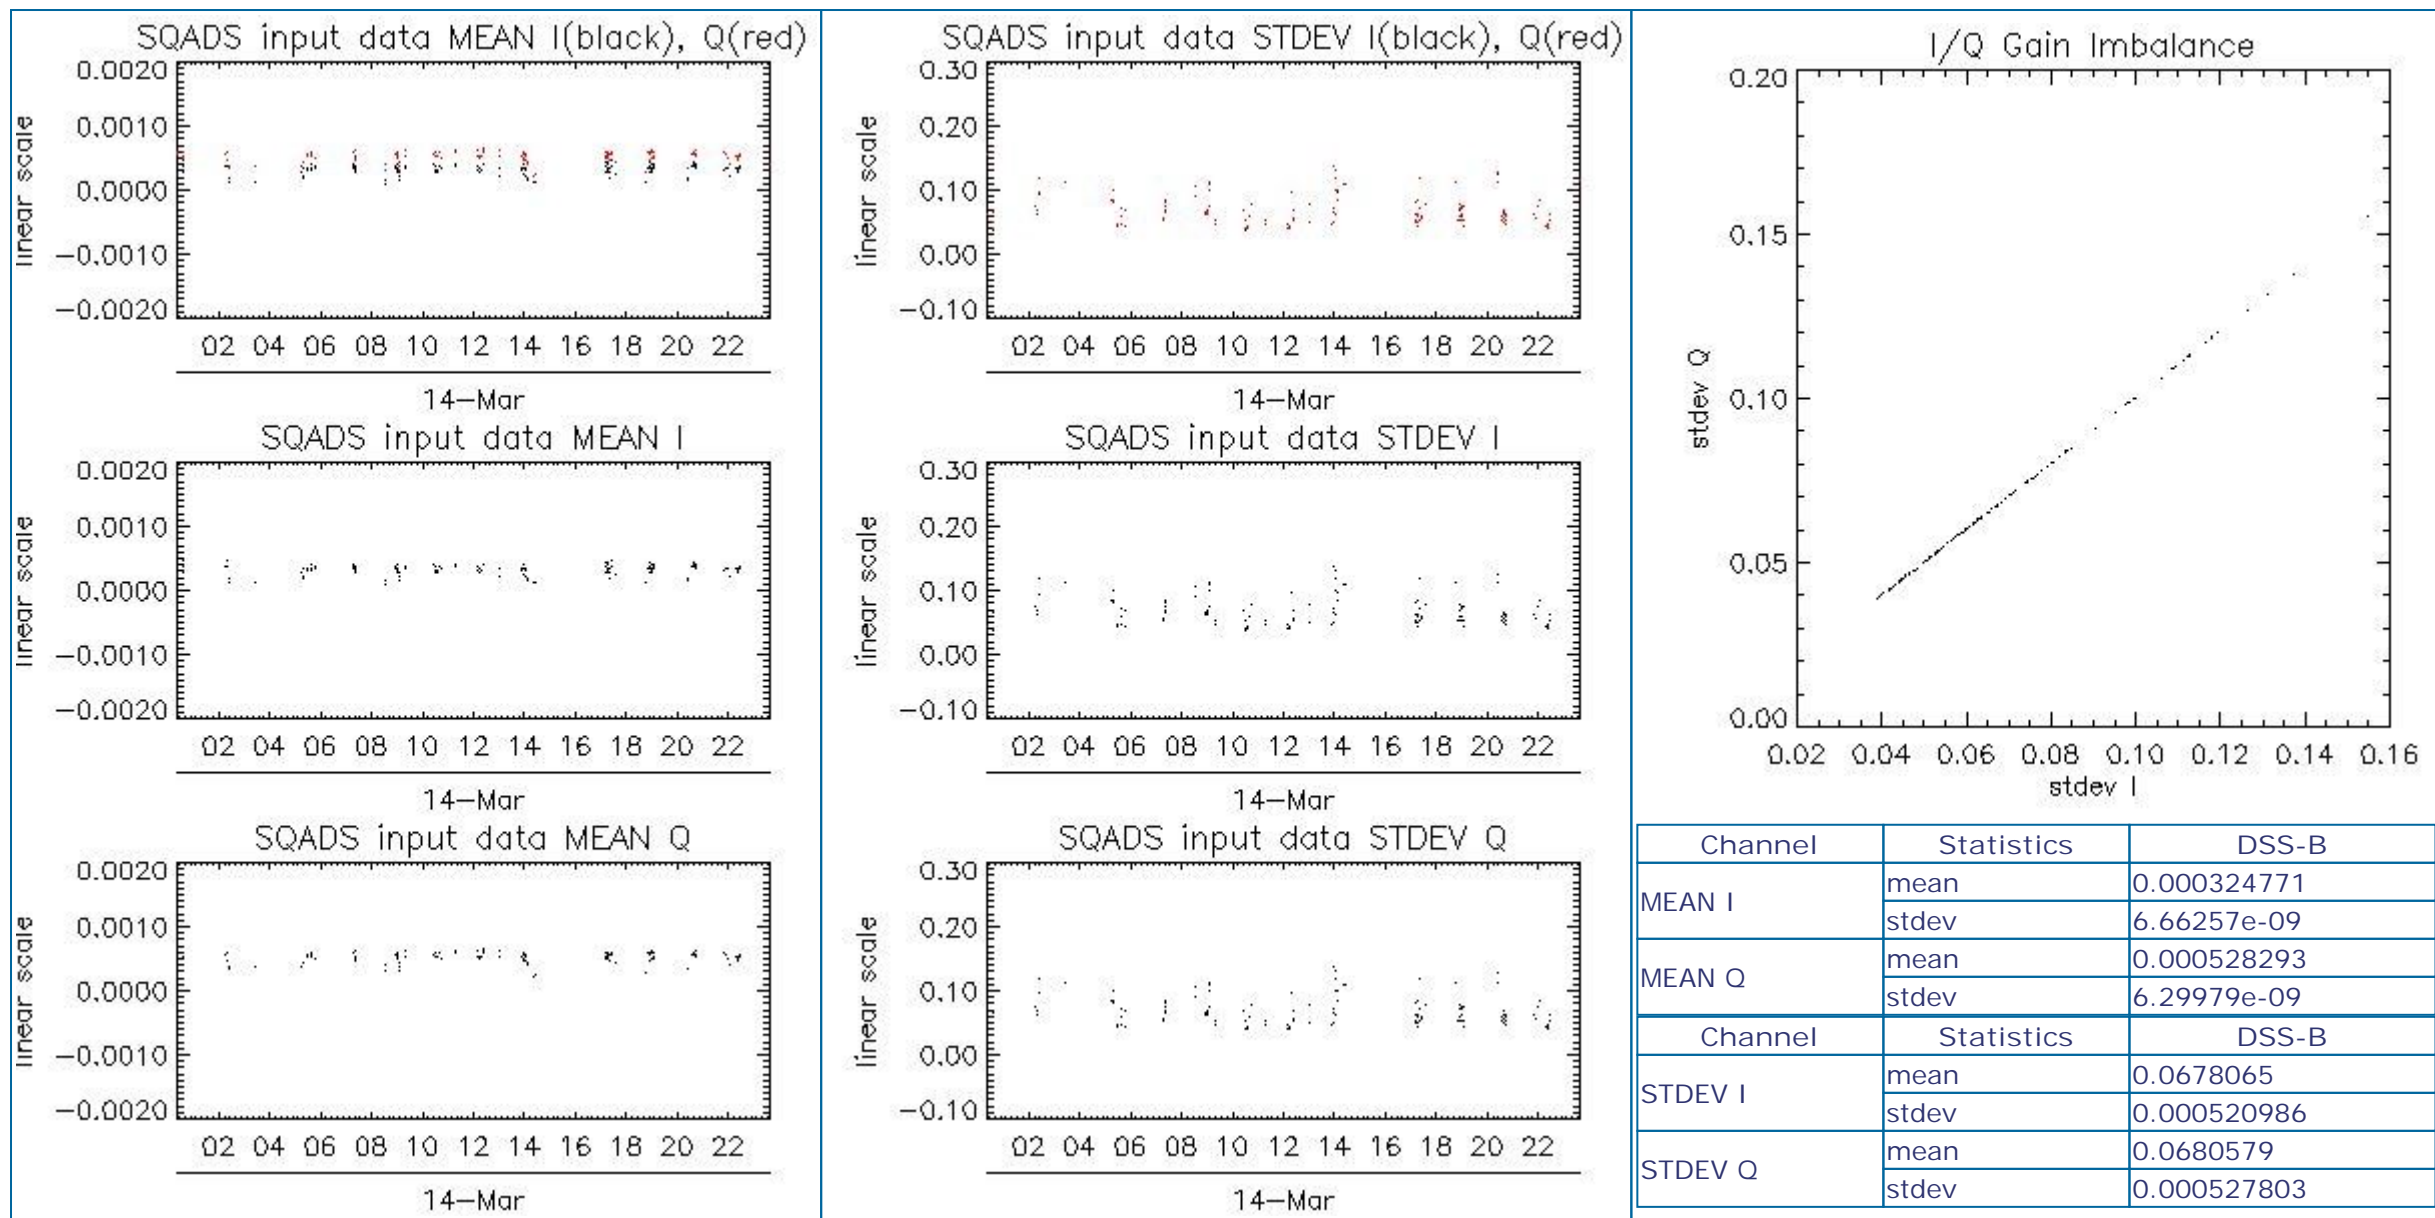 SQADS input data MEAN I(black), Q(red)
0.0020
0.0010
0.0000
−0.0010
−0.0020
linear scale
02 04 06 08 10 12 14 16 18 20 22
14−Mar
SQADS input data MEAN I
0.0020
0.0010
0.0000
−0.0010
−0.0020
linear scale
02 04 06 08 10 12 14 16 18 20 22
14−Mar
SQADS input data MEAN Q
0.0020
0.0010
0.0000
−0.0010
−0.0020
linear scale
02 04 06 08 10 12 14 16 18 20 22
14−Mar
SQADS input data STDEV I(black), Q(red)
0.30
0.20
0.10
0.00
−0.10
linear scale
02 04 06 08 10 12 14 16 18 20 22
14−Mar
SQADS input data STDEV I
0.30
0.20
0.10
0.00
−0.10
linear scale
02 04 06 08 10 12 14 16 18 20 22
14−Mar
SQADS input data STDEV Q
0.30
0.20
0.10
0.00
−0.10
linear scale
02 04 06 08 10 12 14 16 18 20 22
14−Mar
I/Q Gain Imbalance
0.20
0.15
0.10
0.05
0.00
stdev Q
0.02 0.04 0.06 0.08 0.10 0.12 0.14 0.16
stdev I
Channel Statistics DSS-B
MEAN I mean 0.000324771
stdev 6.66257e-09
MEAN Q mean 0.000528293
stdev 6.29979e-09
Channel Statistics DSS-B
STDEV I mean 0.0678065
stdev 0.000520986
STDEV Q mean 0.0680579
stdev 0.000527803